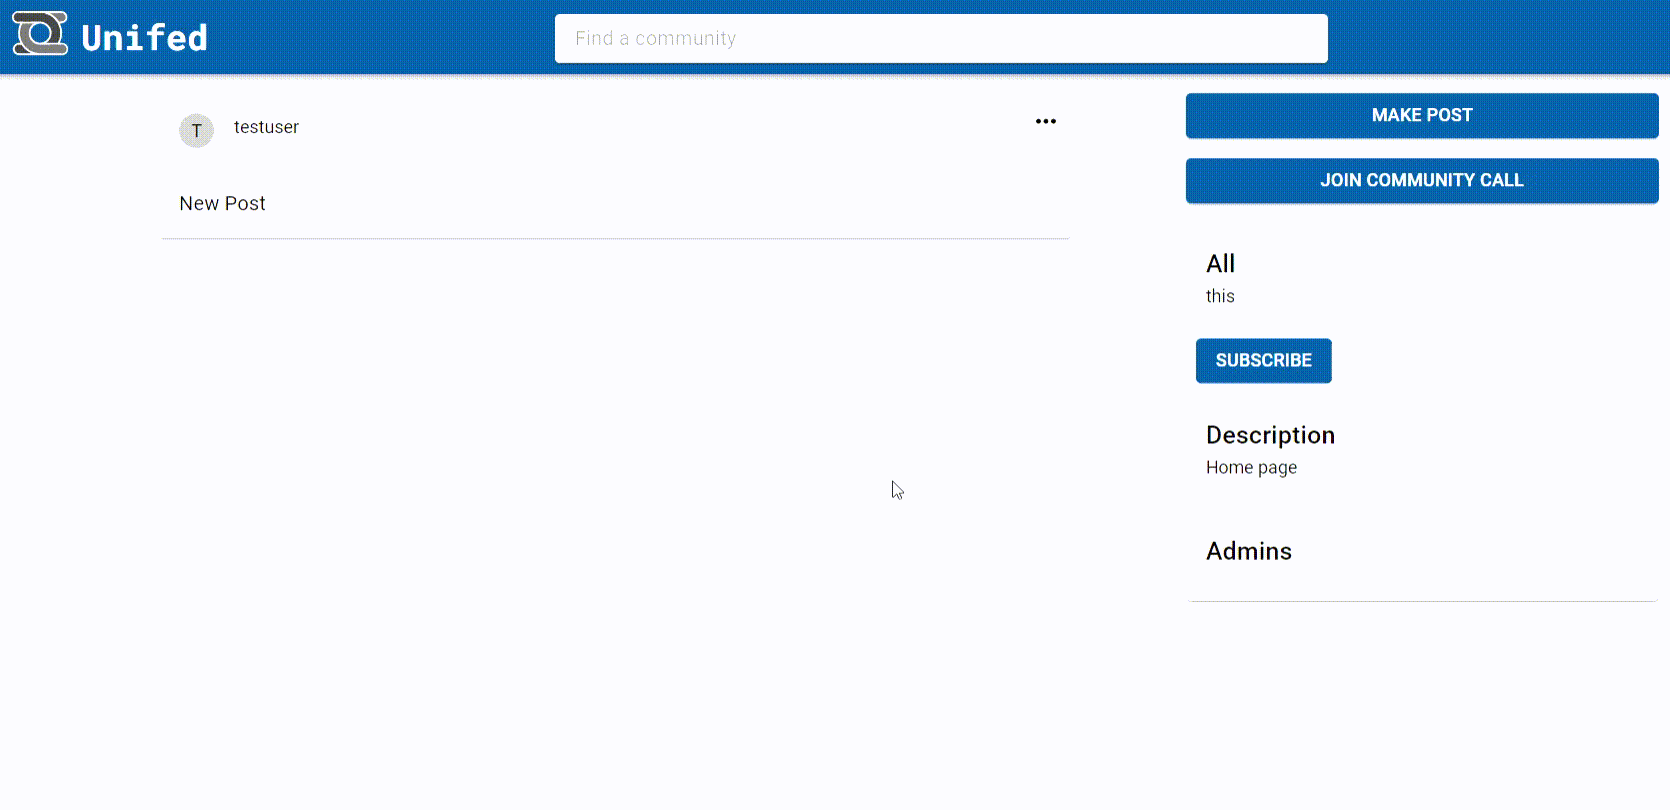 Unifed
Find a community
T
testuser
New Post
MAKE POST
JOIN COMMUNITY CALL
All
this
SUBSCRIBE
Description
Home page
Admins